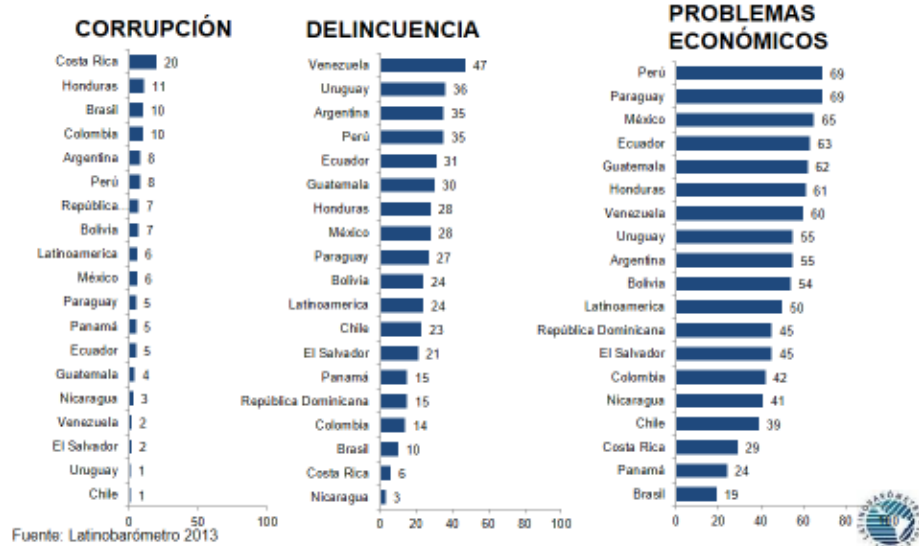 CORRUPCIÓN
Costa Rica 20
Honduras 11
Brasil 10
Colombia 10
Argentina 8
Perú 8
República... 7
Bolivia 7
Latinoamerica 6
México 6
Paraguay 5
Panamá 5
Ecuador 5
Guatemala 4
Nicaragua 3
Venezuela 2
El Salvador 2
Uruguay 1
Chile 1
0 100
DELINCUENCIA
Venezuela 47
Uruguay 36
Argentina 35
Perú 35
Ecuador 31
Guatemala 30
Honduras 28
México 28
Paraguay 27
Bolivia 24
Latinoamerica 24
Chile 23
El Salvador 21
Panamá 15
República Dominicana 15
Colombia 14
Brasil 10
Costa Rica 6
Nicaragua 3
0 20 40 60 80 100
PROBLEMAS
ECONÓMICOS
Perú 69
Paraguay 69
México 65
Ecuador 63
Guatemala 62
Honduras 61
Venezuela 60
Uruguay 55
Argentina 55
Bolivia 54
Latinoamerica 50
República Dominicana 45
El Salvador 45
Colombia 42
Nicaragua 41
Chile 39
Costa Rica 29
Panamá 24
Brasil 19
0 20 40 60 80 100
Fuente: Latinobarómetro 2013